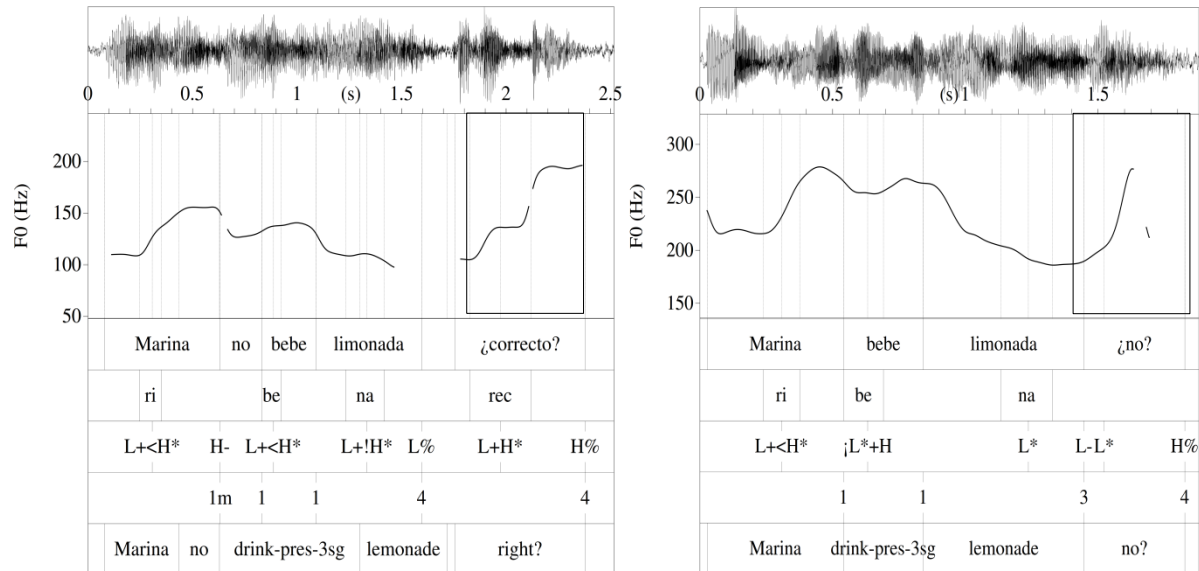 0 0.5 1 (s) 1.5 2 2.5
F0 (Hz)
200
150
100
50
Marina no bebe limonada ¿correcto?
ri be na rec
L+<H* H- L+<H* L+!H* L% L+H* H%
1m 1 1 4 4
Marina no drink-pres-3sg lemonade right?
0 0.5 (s) 1 1.5
F0 (Hz)
300
250
200
150
Marina bebe limonada ¿no?
ri be na
L+<H* ¡L*+H L* L-L* H%
1 1 3 4
Marina drink-pres-3sg lemonade no?